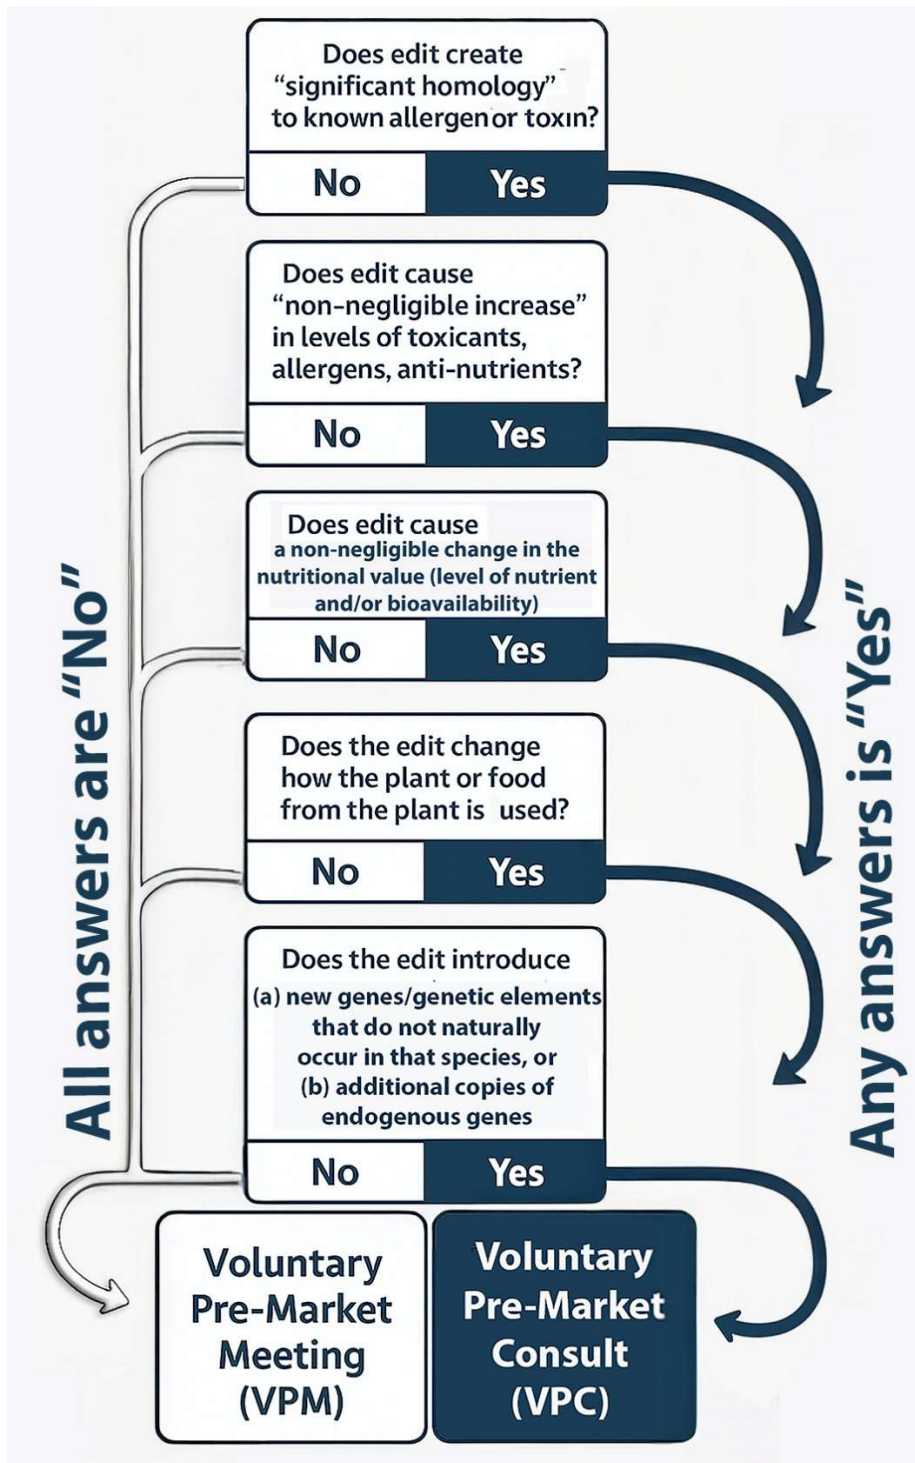 Does edit create
“significant homology”
to known allergen or toxin?
No Yes
Does edit cause
“non-negligible increase”
in levels of toxicants,
allergens, anti-nutrients?
No Yes
Does edit cause
a non-negligible change in the
nutritional value (level of nutrient
and/or bioavailability)
No Yes
Does the edit change
how the plant or food
from the plant is used?
No Yes
Does the edit introduce
(a) new genes/genetic elements
that do not naturally
occur in that species, or
(b) additional copies of
endogenous genes
No Yes
All answers are “No”
Any answers is “Yes”
Voluntary
Pre-Market
Meeting
(VPM)
Voluntary
Pre-Market
Consult
(VPC)